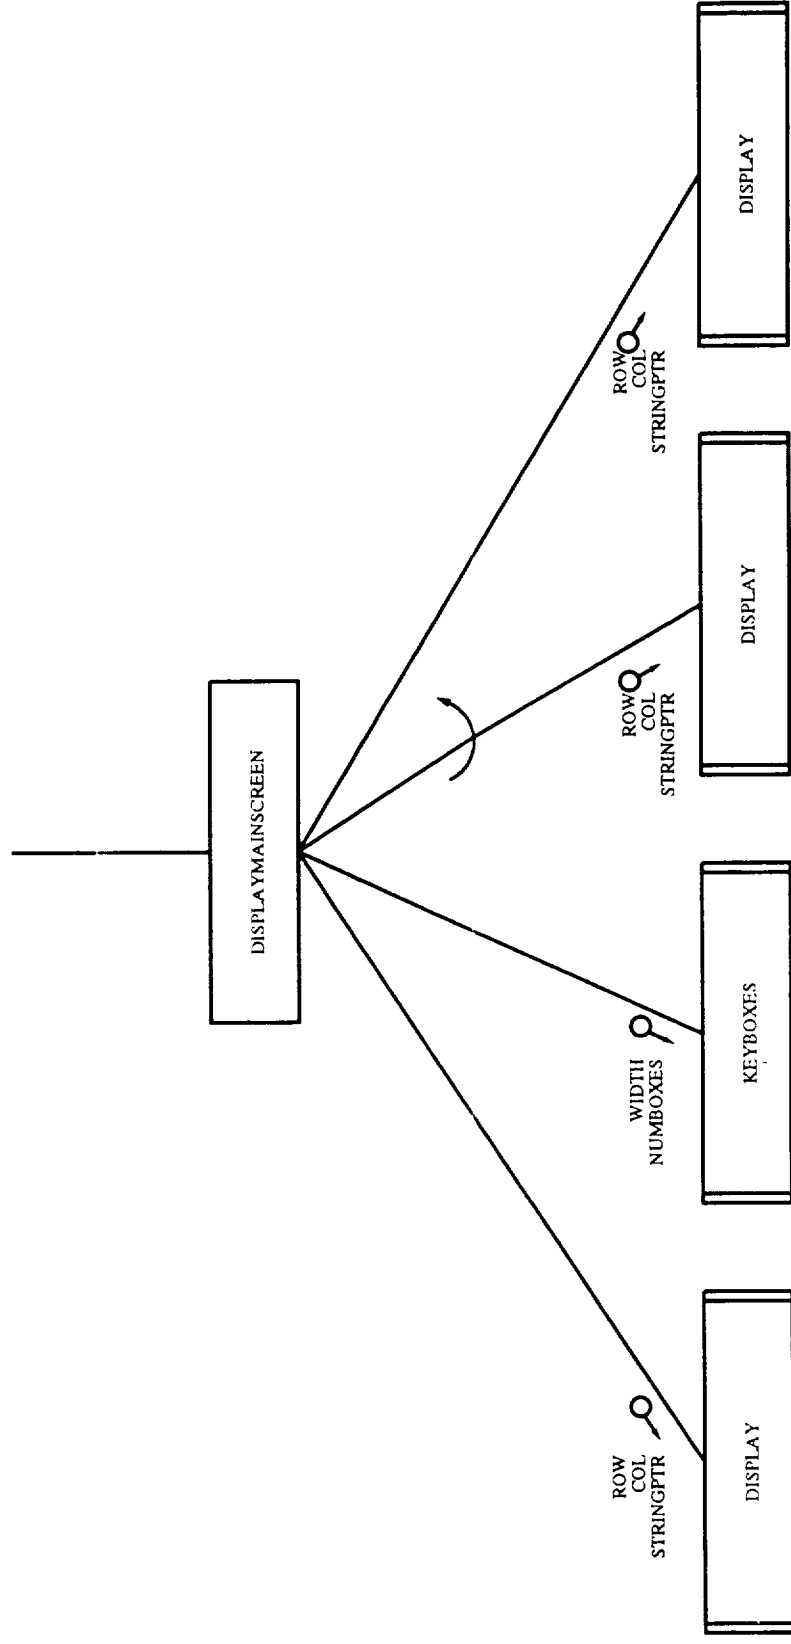 DISPLAYMAINSCREEN
ROW
COL
STRINGPTR
WIDTH
NUMBOXES
ROW
COL
STRINGPTR
ROW
COL
STRINGPTR
DISPLAY
KEYBOXES
DISPLAY
DISPLAY